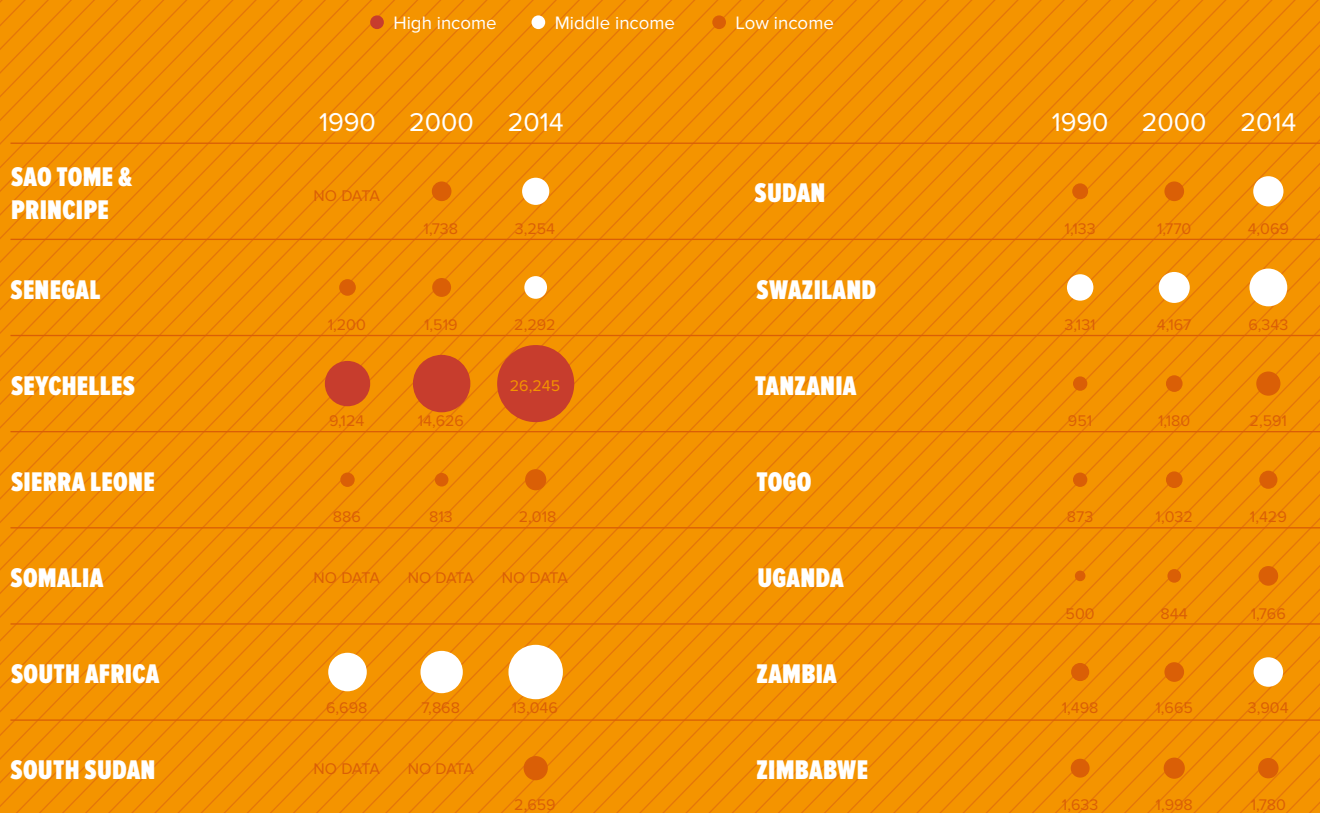 High income Middle income Low income
1990 2000 2014 1990 2000 2014
SAO TOME &
PRINCIPE
NO DATA
1,738 3,254
SUDAN
1,133 1,770 4,069
SENEGAL
1,200 1,519 2,292
SWAZILAND
3,131 4,167 6,343
SEYCHELLES
26,245
9,124 14,626
TANZANIA
951 1,180 2,591
SIERRA LEONE
886 813 2,018
TOGO
873 1,032 1,429
SOMALIA
NO DATA NO DATA NO DATA
UGANDA
500 844 1,766
SOUTH AFRICA
6,698 7,868 13,046
ZAMBIA
1,498 1,665 3,904
SOUTH SUDAN
NO DATA NO DATA
2,659
ZIMBABWE
1,633 1,998 1,780